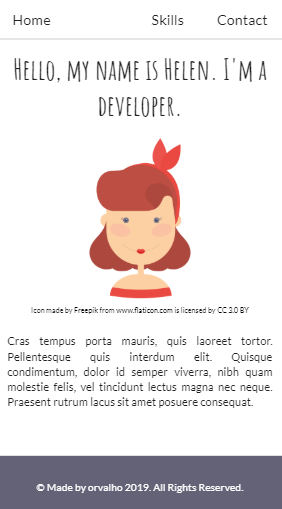 Home Skills Contact
Hello, my name is Helen. I'm a
developer.
Icon made by Freepik from www.flaticon.com is licensed by CC 3.0 BY
Cras tempus porta mauris, quis laoreet tortor.
Pellentesque quis interdum elit. Quisque
condimentum, dolor id semper viverra, nibh quam
molestie felis, vel tincidunt lectus magna nec neque.
Praesent rutrum lacus sit amet posuere consequat.
© Made by orvalho 2019. All Rights Reserved.